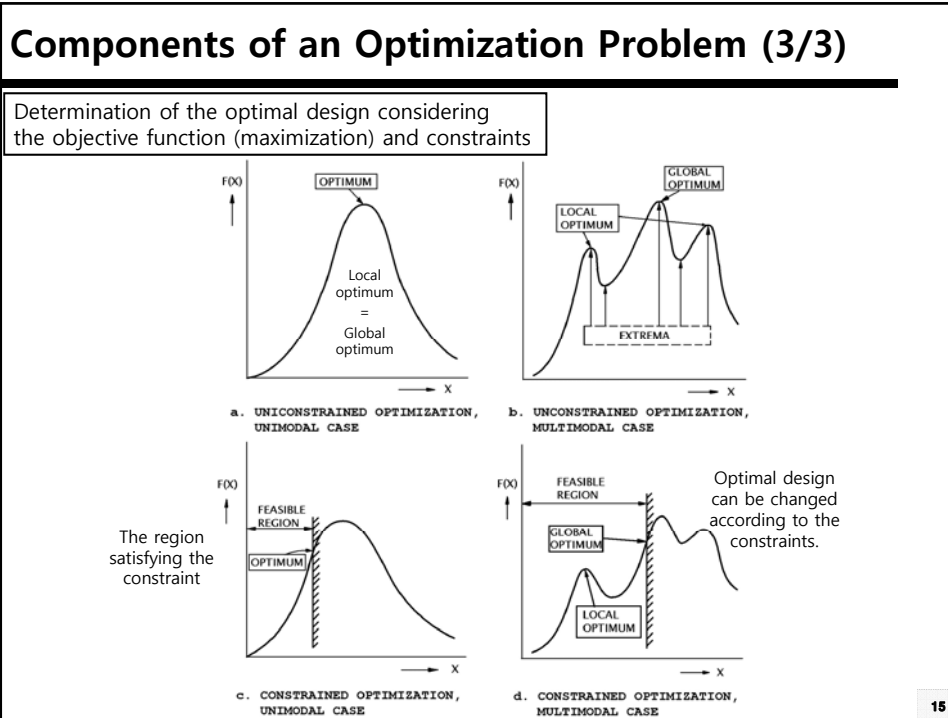 Components of an Optimization Problem (3/3)
Determination of the optimal design considering
the objective function (maximization) and constraints
F(X)
OPTIMUM
Local
optimum
=
Global
optimum
X
a. UNICONSTRAINED OPTIMIZATION,
UNIMODAL CASE
F(X)
GLOBAL
OPTIMUM
LOCAL
OPTIMUM
EXTREMA
X
b. UNCONSTRAINED OPTIMIZATION,
MULTIMODAL CASE
The region
satisfying the
constraint
F(X)
FEASIBLE
REGION
OPTIMUM
X
c. CONSTRAINED OPTIMIZATION,
UNIMODAL CASE
F(X)
FEASIBLE
REGION
GLOBAL
OPTIMUM
LOCAL
OPTIMUM
X
Optimal design
can be changed
according to the
constraints.
d. CONSTRAINED OPTIMIZATION,
MULTIMODAL CASE
15